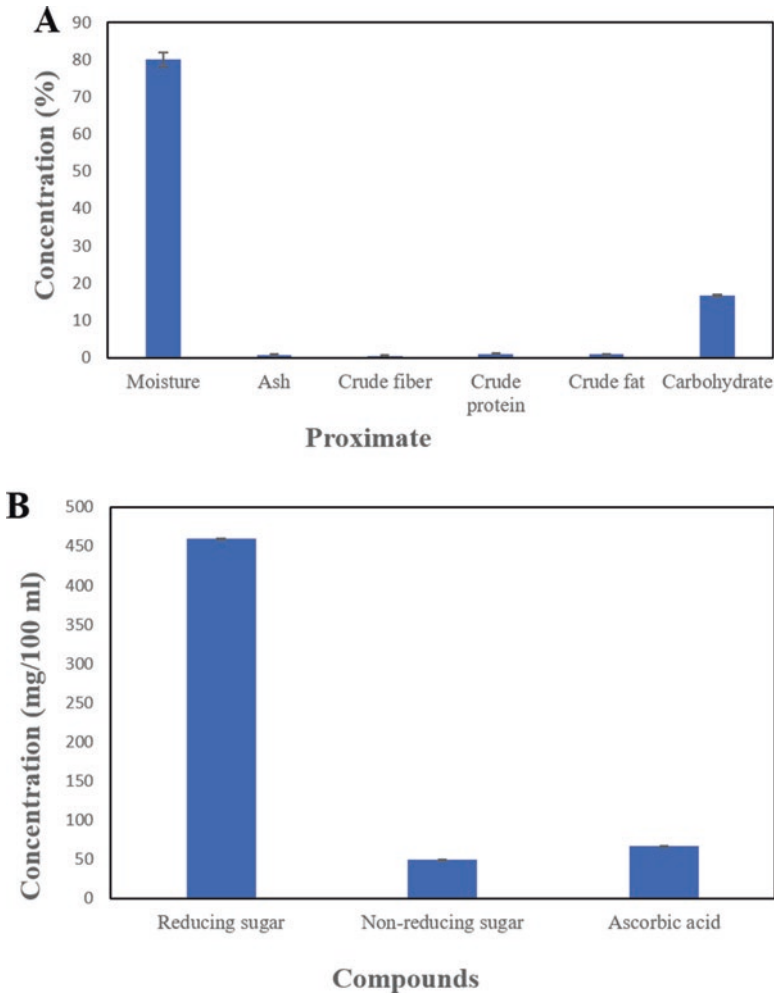 A
Concentration (%)
90
80
70
60
50
40
30
20
10
0
Moisture
Ash
Crude fiber
Crude
protein
Crude fat
Carbohydrate
Proximate
B
Concentration (mg/100 ml)
500
450
400
350
300
250
200
150
100
50
0
Reducing sugar
Non-reducing sugar
Ascorbic acid
Compounds